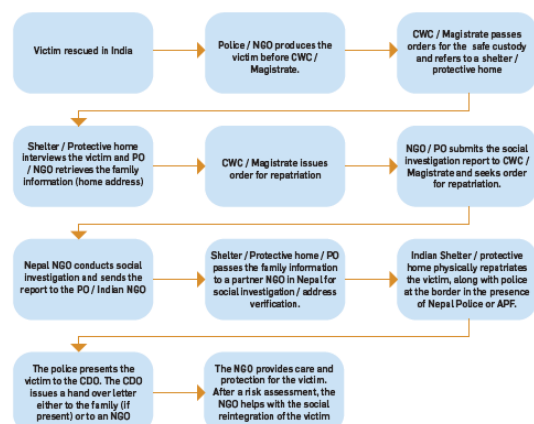 Victim rescued in India
Police / NGO produces the
victim before CWC /
Magistrate.
CWC / Magistrate passes
orders for the safe custody
and refers to a shelter /
protective home
Shelter / Protective home
interviews the victim and PO
/ NGO retrieves the family
information (home address)
CWC / Magistrate issues
order for repatriation
NGO / PO submits the social
investigation report to CWC /
Magistrate and seeks order
for repatriation.
Nepal NGO conducts social
investigation and sends the
report to the PO / Indian NGO
Shelter / Protective home / PO
passes the family information
to a partner NGO in Nepal for
social investigation / address
verification.
Indian Shelter / protective
home physically repatriates
the victim, along with police
at the border in the presence
of Nepal Police or APF.
The police presents the
victim to the CDO. The CDO
issues a hand over letter
either to the family (if
present) or to an NGO
The NGO provides care and
protection for the victim.
After a risk assessment, the
NGO helps with the social
reintegration of the victim